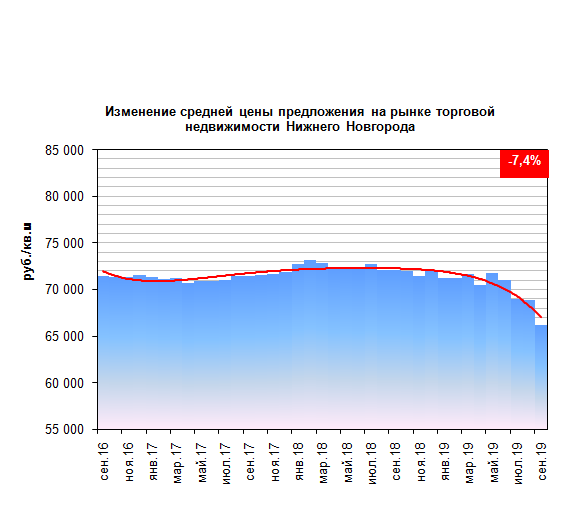 Изменение средней цены предложения на рынке торговой
недвижимости Нижнего Новгорода
-7,4%
руб./кв.м
85 000
80 000
75 000
70 000
65 000
60 000
55 000
сен.16
ноя.16
янв.17
мар.17
май.17
июл.17
сен.17
ноя.17
янв.18
мар.18
май.18
июл.18
сен.18
ноя.18
янв.19
мар.19
май.19
июл.19
сен.19